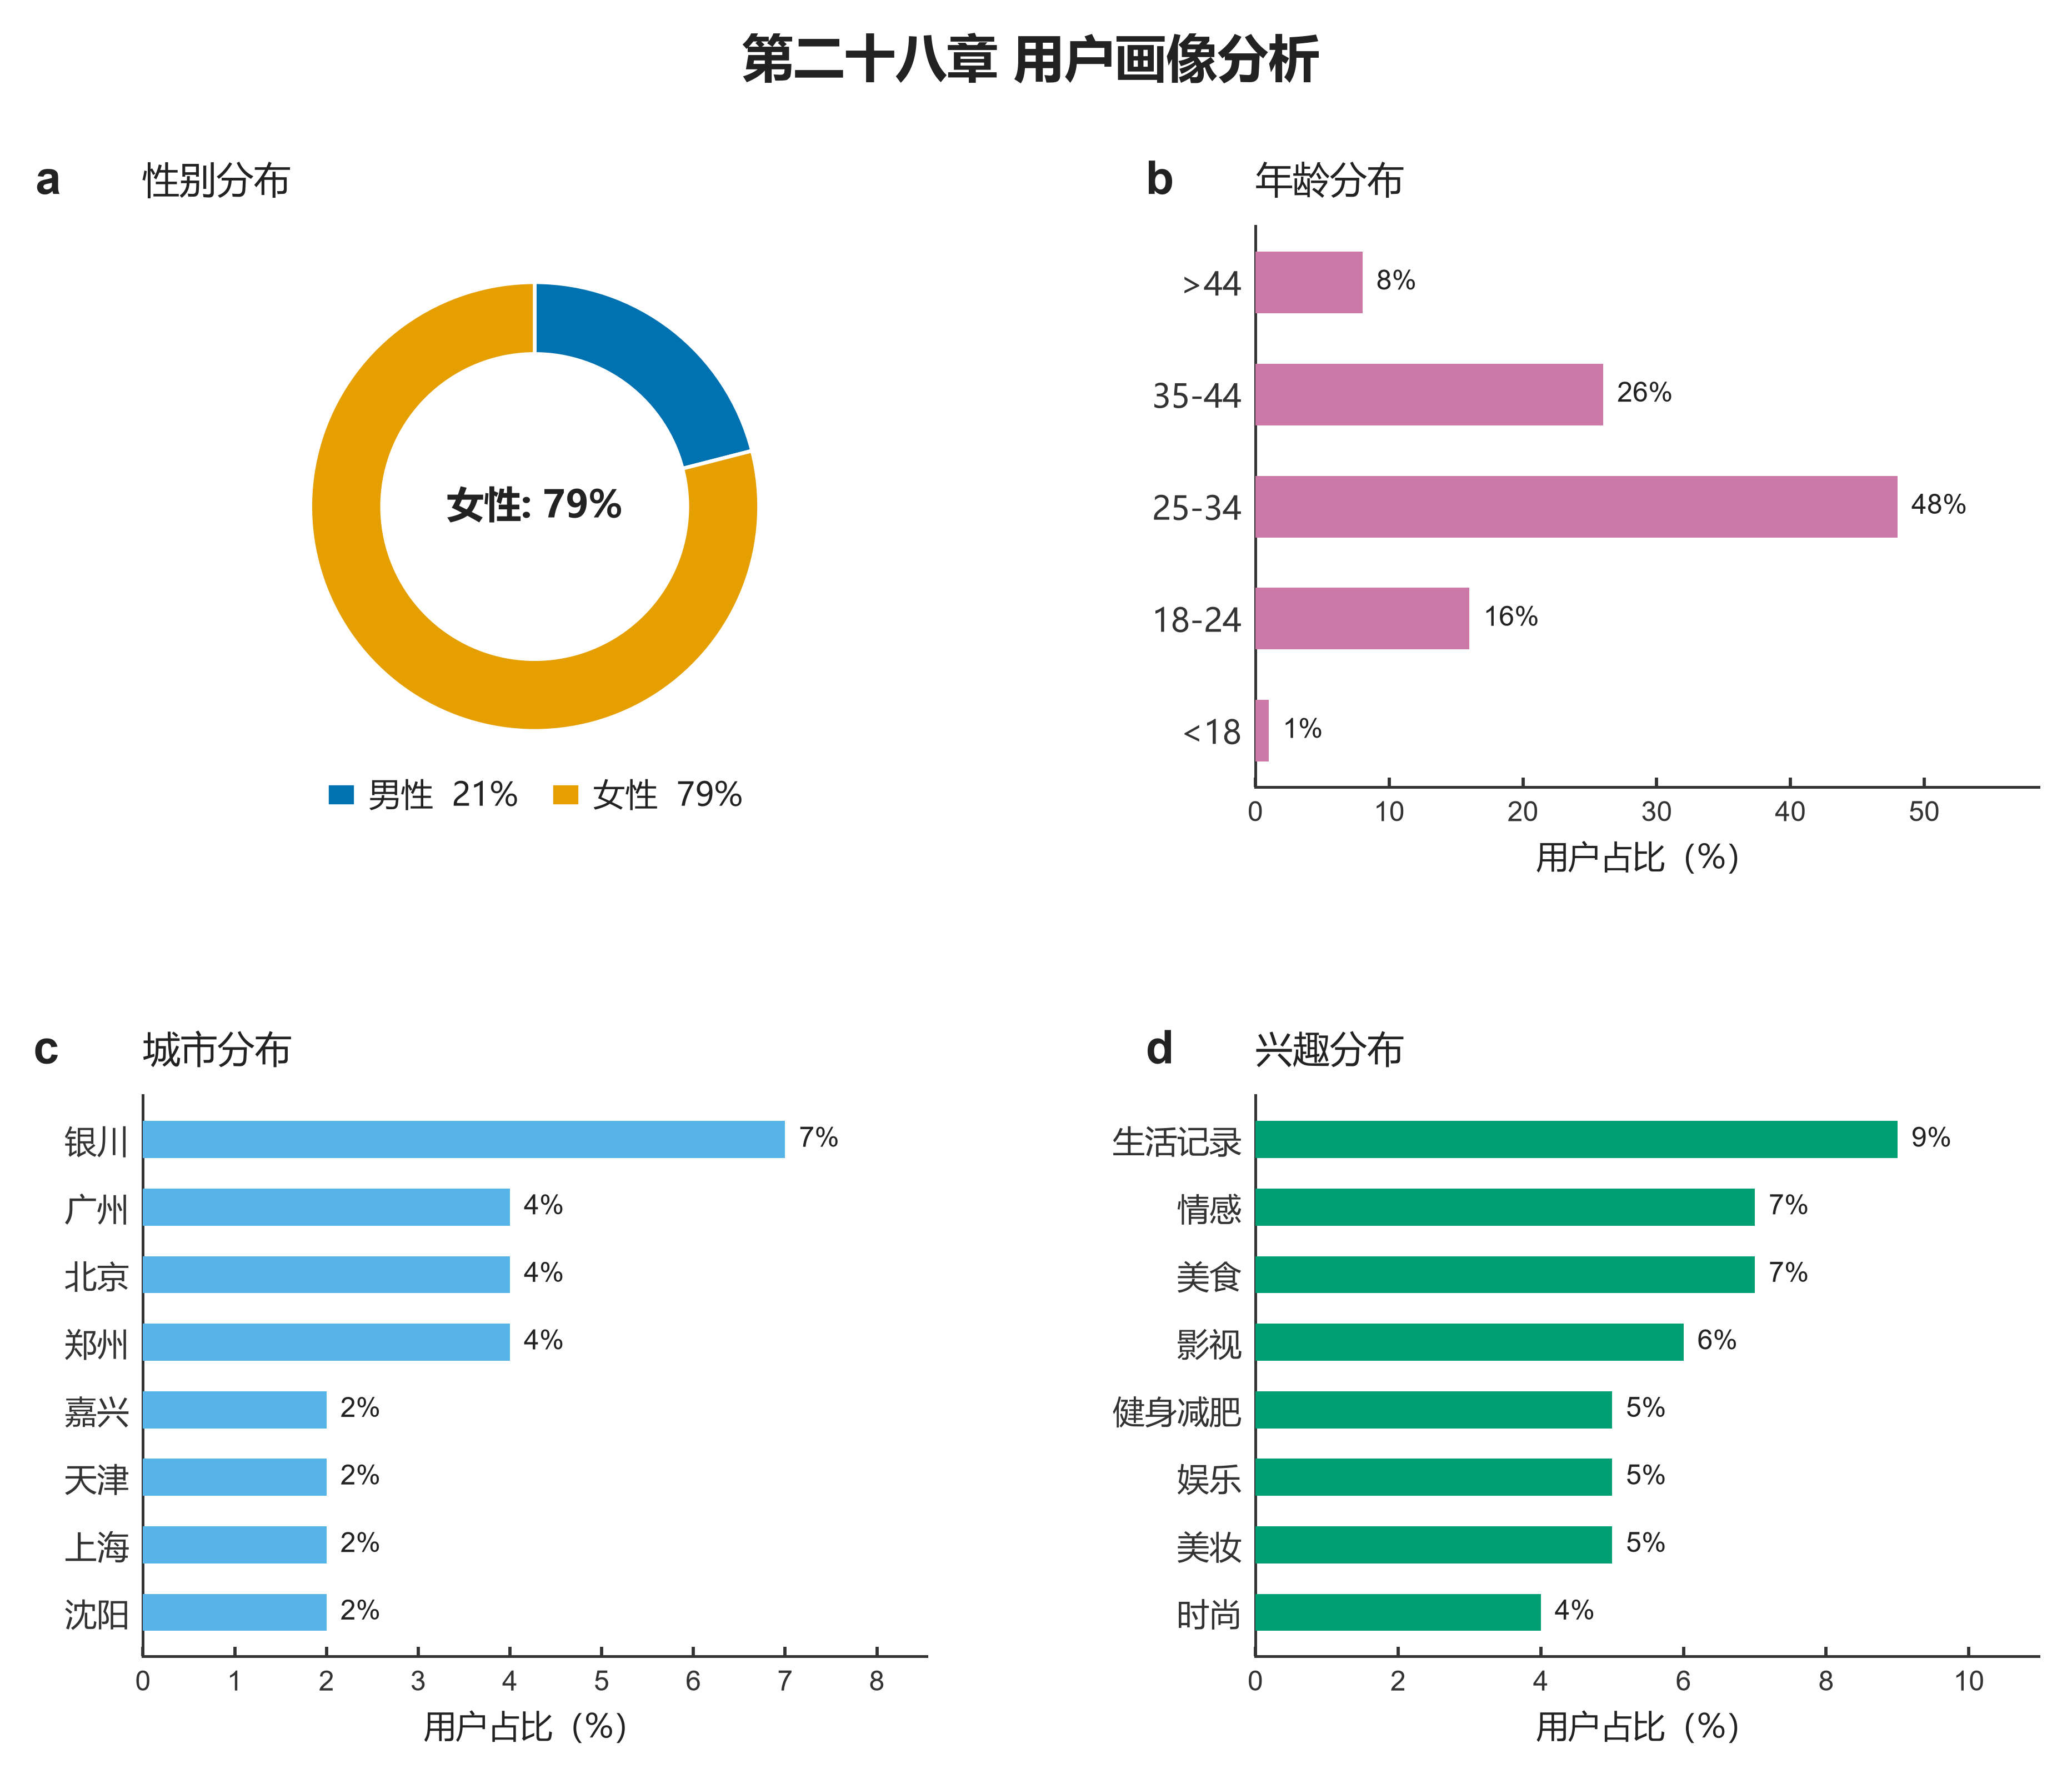 第二十八章 用户画像分析
a 性别分布
女性: 79%
男性 21% 女性 79%
b 年龄分布
>44 8%
35-44 26%
25-34 48%
18-24 16%
<18 1%
0 10 20 30 40 50
用户占比（%）
c 城市分布
银川 7%
广州 4%
北京 4%
郑州 4%
嘉兴 2%
天津 2%
上海 2%
沈阳 2%
0 1 2 3 4 5 6 7 8
用户占比（%）
d 兴趣分布
生活记录 9%
情感 7%
美食 7%
影视 6%
健身减肥 5%
娱乐 5%
美妆 5%
时尚 4%
0 2 4 6 8 10
用户占比（%）